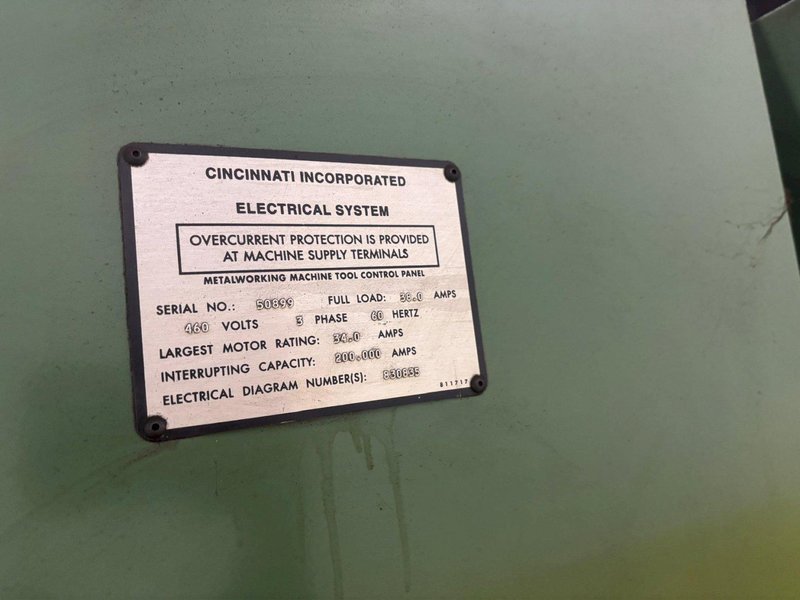 CINCINNATI INCORPORATED
ELECTRICAL SYSTEM
OVERCURRENT PROTECTION IS PROVIDED
AT MACHINE SUPPLY TERMINALS
METALWORKING MACHINE TOOL CONTROL PANEL
SERIAL NO.: 50899 FULL LOAD: 38.0 AMPS
460 VOLTS 3 PHASE 60 HERTZ
LARGEST MOTOR RATING: 34.0 AMPS
INTERRUPTING CAPACITY: 200.000 AMPS
ELECTRICAL DIAGRAM NUMBER(S): 830835
811717